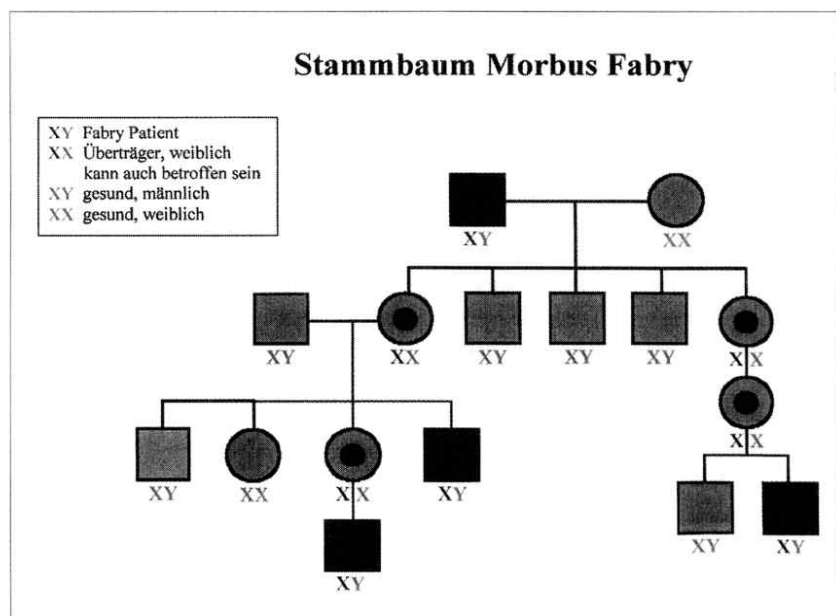 Stammbaum Morbus Fabry
XY Fabry Patient
XX Überträger, weiblich
kann auch betroffen sein
XY gesund, männlich
XX gesund, weiblich
XY XX
XY XX XY XY XY XX
XX
XY XX XX XY
XY XY
XY